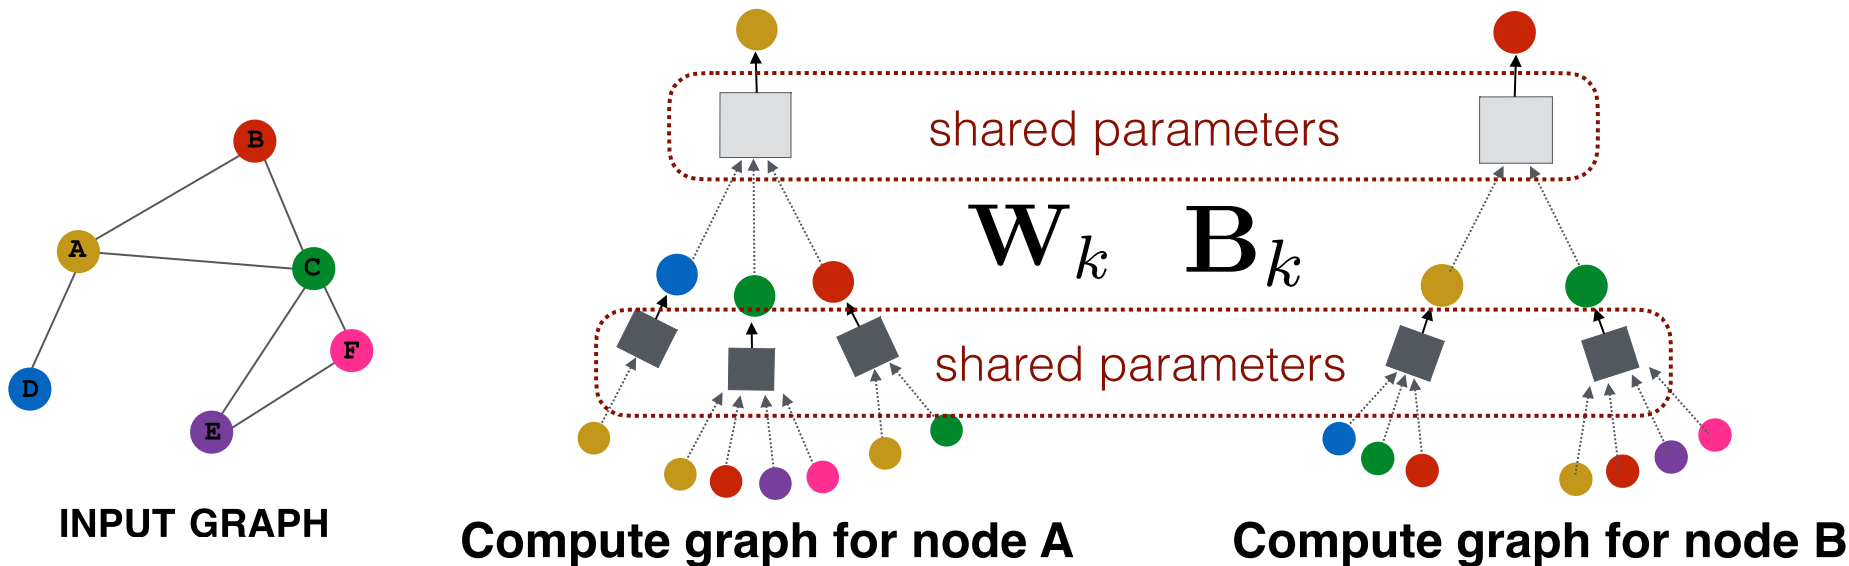 B
A
C
F
D
E
INPUT GRAPH
shared parameters
W_k B_k
shared parameters
Compute graph for node A
Compute graph for node B